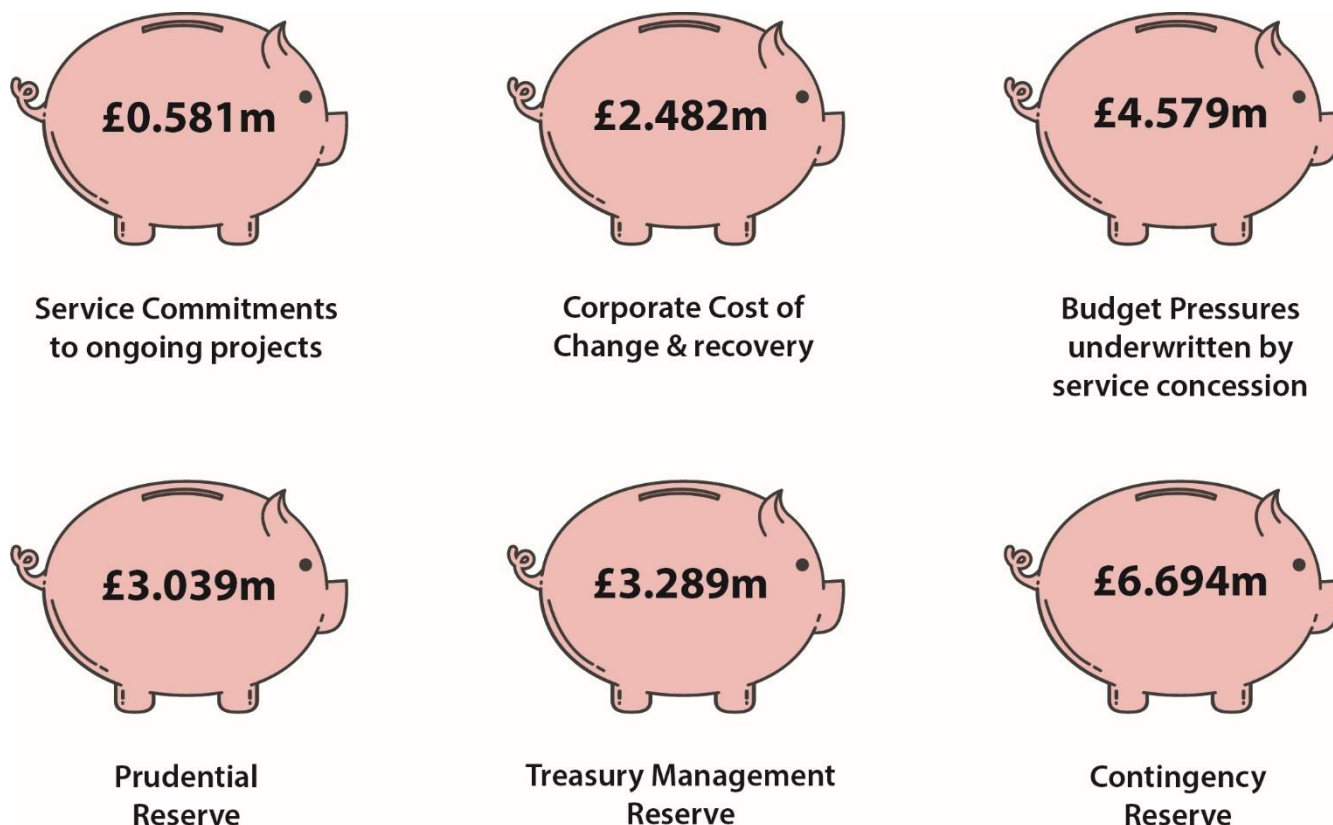 £0.581m
Service Commitments
to ongoing projects
£2.482m
Corporate Cost of
Change & recovery
£4.579m
Budget Pressures
underwritten by
service concession
£3.039m
Prudential
Reserve
£3.289m
Treasury Management
Reserve
£6.694m
Contingency
Reserve